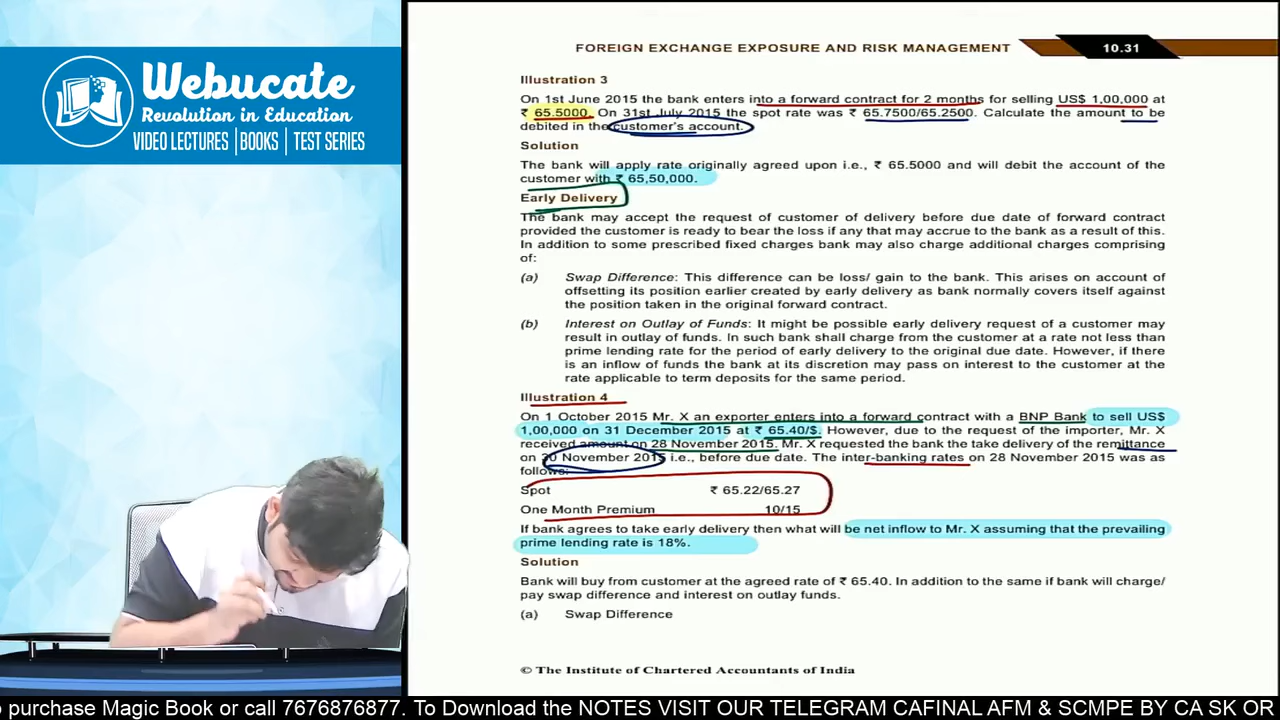 Webucate
Revolution in Education
VIDEO LECTURES |BOOKS | TEST SERIES
FOREIGN EXCHANGE EXPOSURE AND RISK MANAGEMENT 10.31
Illustration 3
On 1st June 2015 the bank enters into a forward contract for 2 months for selling US$ 1,00,000 at
₹ 65.5000. On 31st July 2015 the spot rate was ₹ 65.7500/65.2500. Calculate the amount to be
debited in the customer's account.
Solution
The bank will apply rate originally agreed upon i.e., ₹ 65.5000 and will debit the account of the
customer with ₹ 65,50,000.
Early Delivery
The bank may accept the request of customer of delivery before due date of forward contract
provided the customer is ready to bear the loss if any that may accrue to the bank as a result of this.
In addition to some prescribed fixed charges bank may also charge additional charges comprising
of:
(a) Swap Difference: This difference can be loss/ gain to the bank. This arises on account of
offsetting its position earlier created by early delivery as bank normally covers itself against
the position taken in the original forward contract.
(b) Interest on Outlay of Funds: It might be possible early delivery request of a customer may
result in outlay of funds. In such bank shall charge from the customer at a rate not less than
prime lending rate for the period of early delivery to the original due date. However, if there
is an inflow of funds the bank at its discretion may pass on interest to the customer at the
rate applicable to term deposits for the same period.
Illustration 4
On 1 October 2015 Mr. X an exporter enters into a forward contract with a BNP Bank to sell US$
1,00,000 on 31 December 2015 at ₹ 65.40/$. However, due to the request of the importer, Mr. X
received amount on 28 November 2015. Mr. X requested the bank the take delivery of the remittance
on 30 November 2015 i.e., before due date. The inter-banking rates on 28 November 2015 was as
follows:
Spot ₹ 65.22/65.27
One Month Premium 10/15
If bank agrees to take early delivery then what will be net inflow to Mr. X assuming that the prevailing
prime lending rate is 18%.
Solution
Bank will buy from customer at the agreed rate of ₹ 65.40. In addition to the same if bank will charge/
pay swap difference and interest on outlay funds.
(a) Swap Difference
© The Institute of Chartered Accountants of India
purchase Magic Book or call 7676876877. To Download the NOTES VISIT OUR TELEGRAM CAFINAL AFM & SCMPE BY CA SK OR